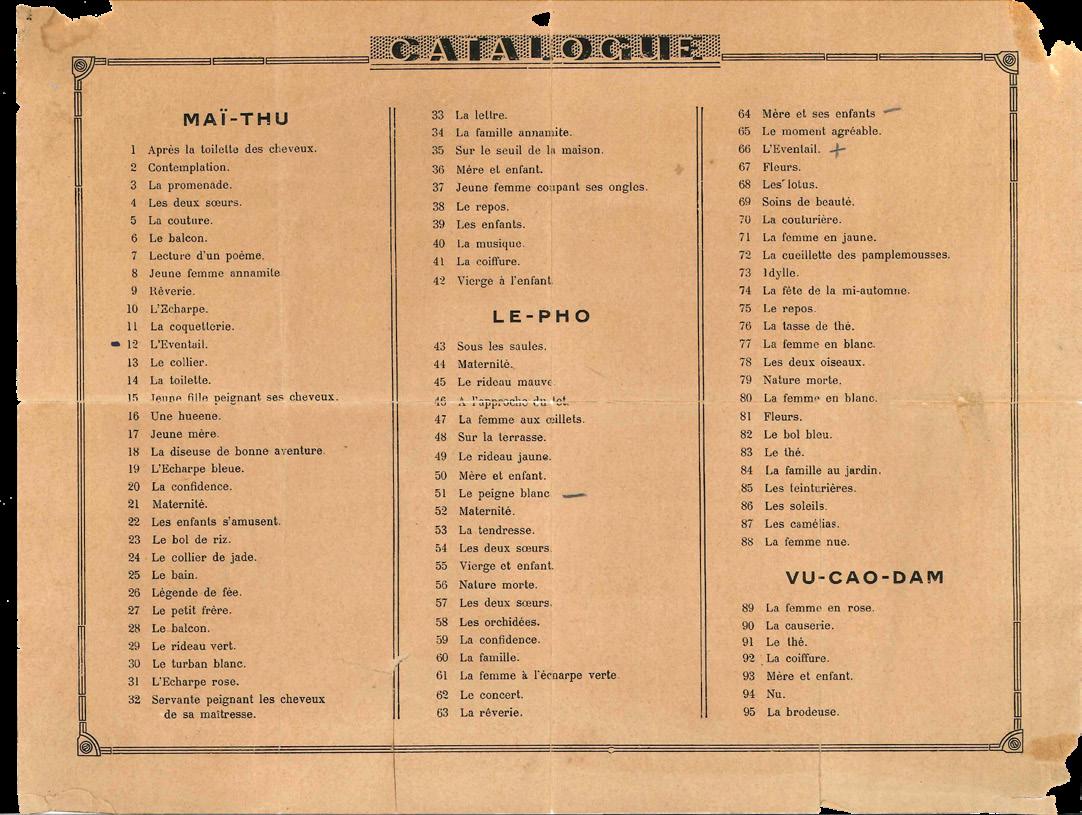 CATALOGUE
MAÏ-THU
1 Après la toilette des cheveux.
2 Contemplation.
3 La promenade.
4 Les deux sœurs.
5 La couture.
6 Le balcon.
7 Lecture d'un poème.
8 Jeune femme annamite
9 Rêverie.
10 L'Echarpe.
11 La coquetterie.
12 L'Eventail.
13 Le collier.
14 La toilette.
15 Jeune fille peignant ses cheveux.
16 Une hueene.
17 Jeune mère.
18 La diseuse de bonne aventure.
19 L'Echarpe bleue.
20 La confidence.
21 Maternité.
22 Les enfants s'amusent.
23 Le bol de riz.
24 Le collier de jade.
25 Le bain.
26 Légende de fée.
27 Le petit frère.
28 Le balcon.
29 Le rideau vert.
30 Le turban blanc.
31 L'Echarpe rose.
32 Servante peignant les cheveux
de sa maîtresse.
33 La lettre.
34 La famille annamite.
35 Sur le seuil de la maison.
36 Mère et enfant.
37 Jeune femme coupant ses ongles.
38 Le repos.
39 Les enfants.
40 La musique.
41 La coiffure.
42 Vierge à l'enfant.
LE-PHO
43 Sous les saules.
44 Maternité.
45 Le rideau mauve.
46 A l'approche du tet.
47 La femme aux œillets.
48 Sur la terrasse.
49 Le rideau jaune.
50 Mère et enfant.
51 Le peigne blanc
52 Maternité.
53 La tendresse.
54 Les deux sœurs.
55 Vierge et enfant.
56 Nature morte.
57 Les deux sœurs.
58 Les orchidées.
59 La confidence.
60 La famille.
61 La femme à l'écharpe verte
62 Le concert.
63 La rêverie.
64 Mère et ses enfants —
65 Le moment agréable.
66 L'Eventail. +
67 Fleurs.
68 Les lotus.
69 Soins de beauté.
70 La couturière.
71 La femme en jaune.
72 La cueillette des pamplemousses.
73 Idylle.
74 La fête de la mi-automne.
75 Le repos.
76 La tasse de thé.
77 La femme en blanc.
78 Les deux oiseaux.
79 Nature morte.
80 La femme en blanc.
81 Fleurs.
82 Le bol bleu.
83 Le thé.
84 La famille au jardin.
85 Les teinturières.
86 Les soleils.
87 Les camélias.
88 La femme nue.
VU-CAO-DAM
89 La femme en rose.
90 La causerie.
91 Le thé.
92 La coiffure.
93 Mère et enfant.
94 Nu.
95 La brodeuse.